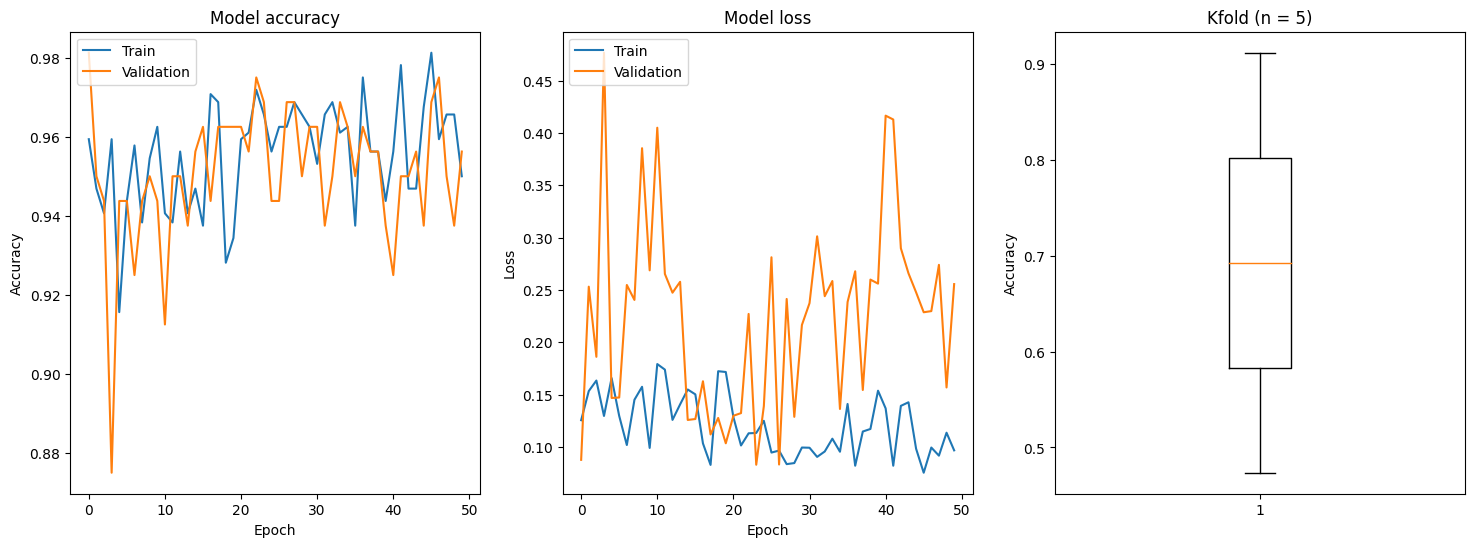 Model accuracy
Train
Validation
0.98
0.96
0.94
0.92
0.90
0.88
Accuracy
0
10
20
30
40
50
Epoch
Model loss
Train
Validation
0.45
0.40
0.35
0.30
0.25
0.20
0.15
0.10
Loss
0
10
20
30
40
50
Epoch
Kfold (n = 5)
0.9
0.8
0.7
0.6
0.5
Accuracy
1